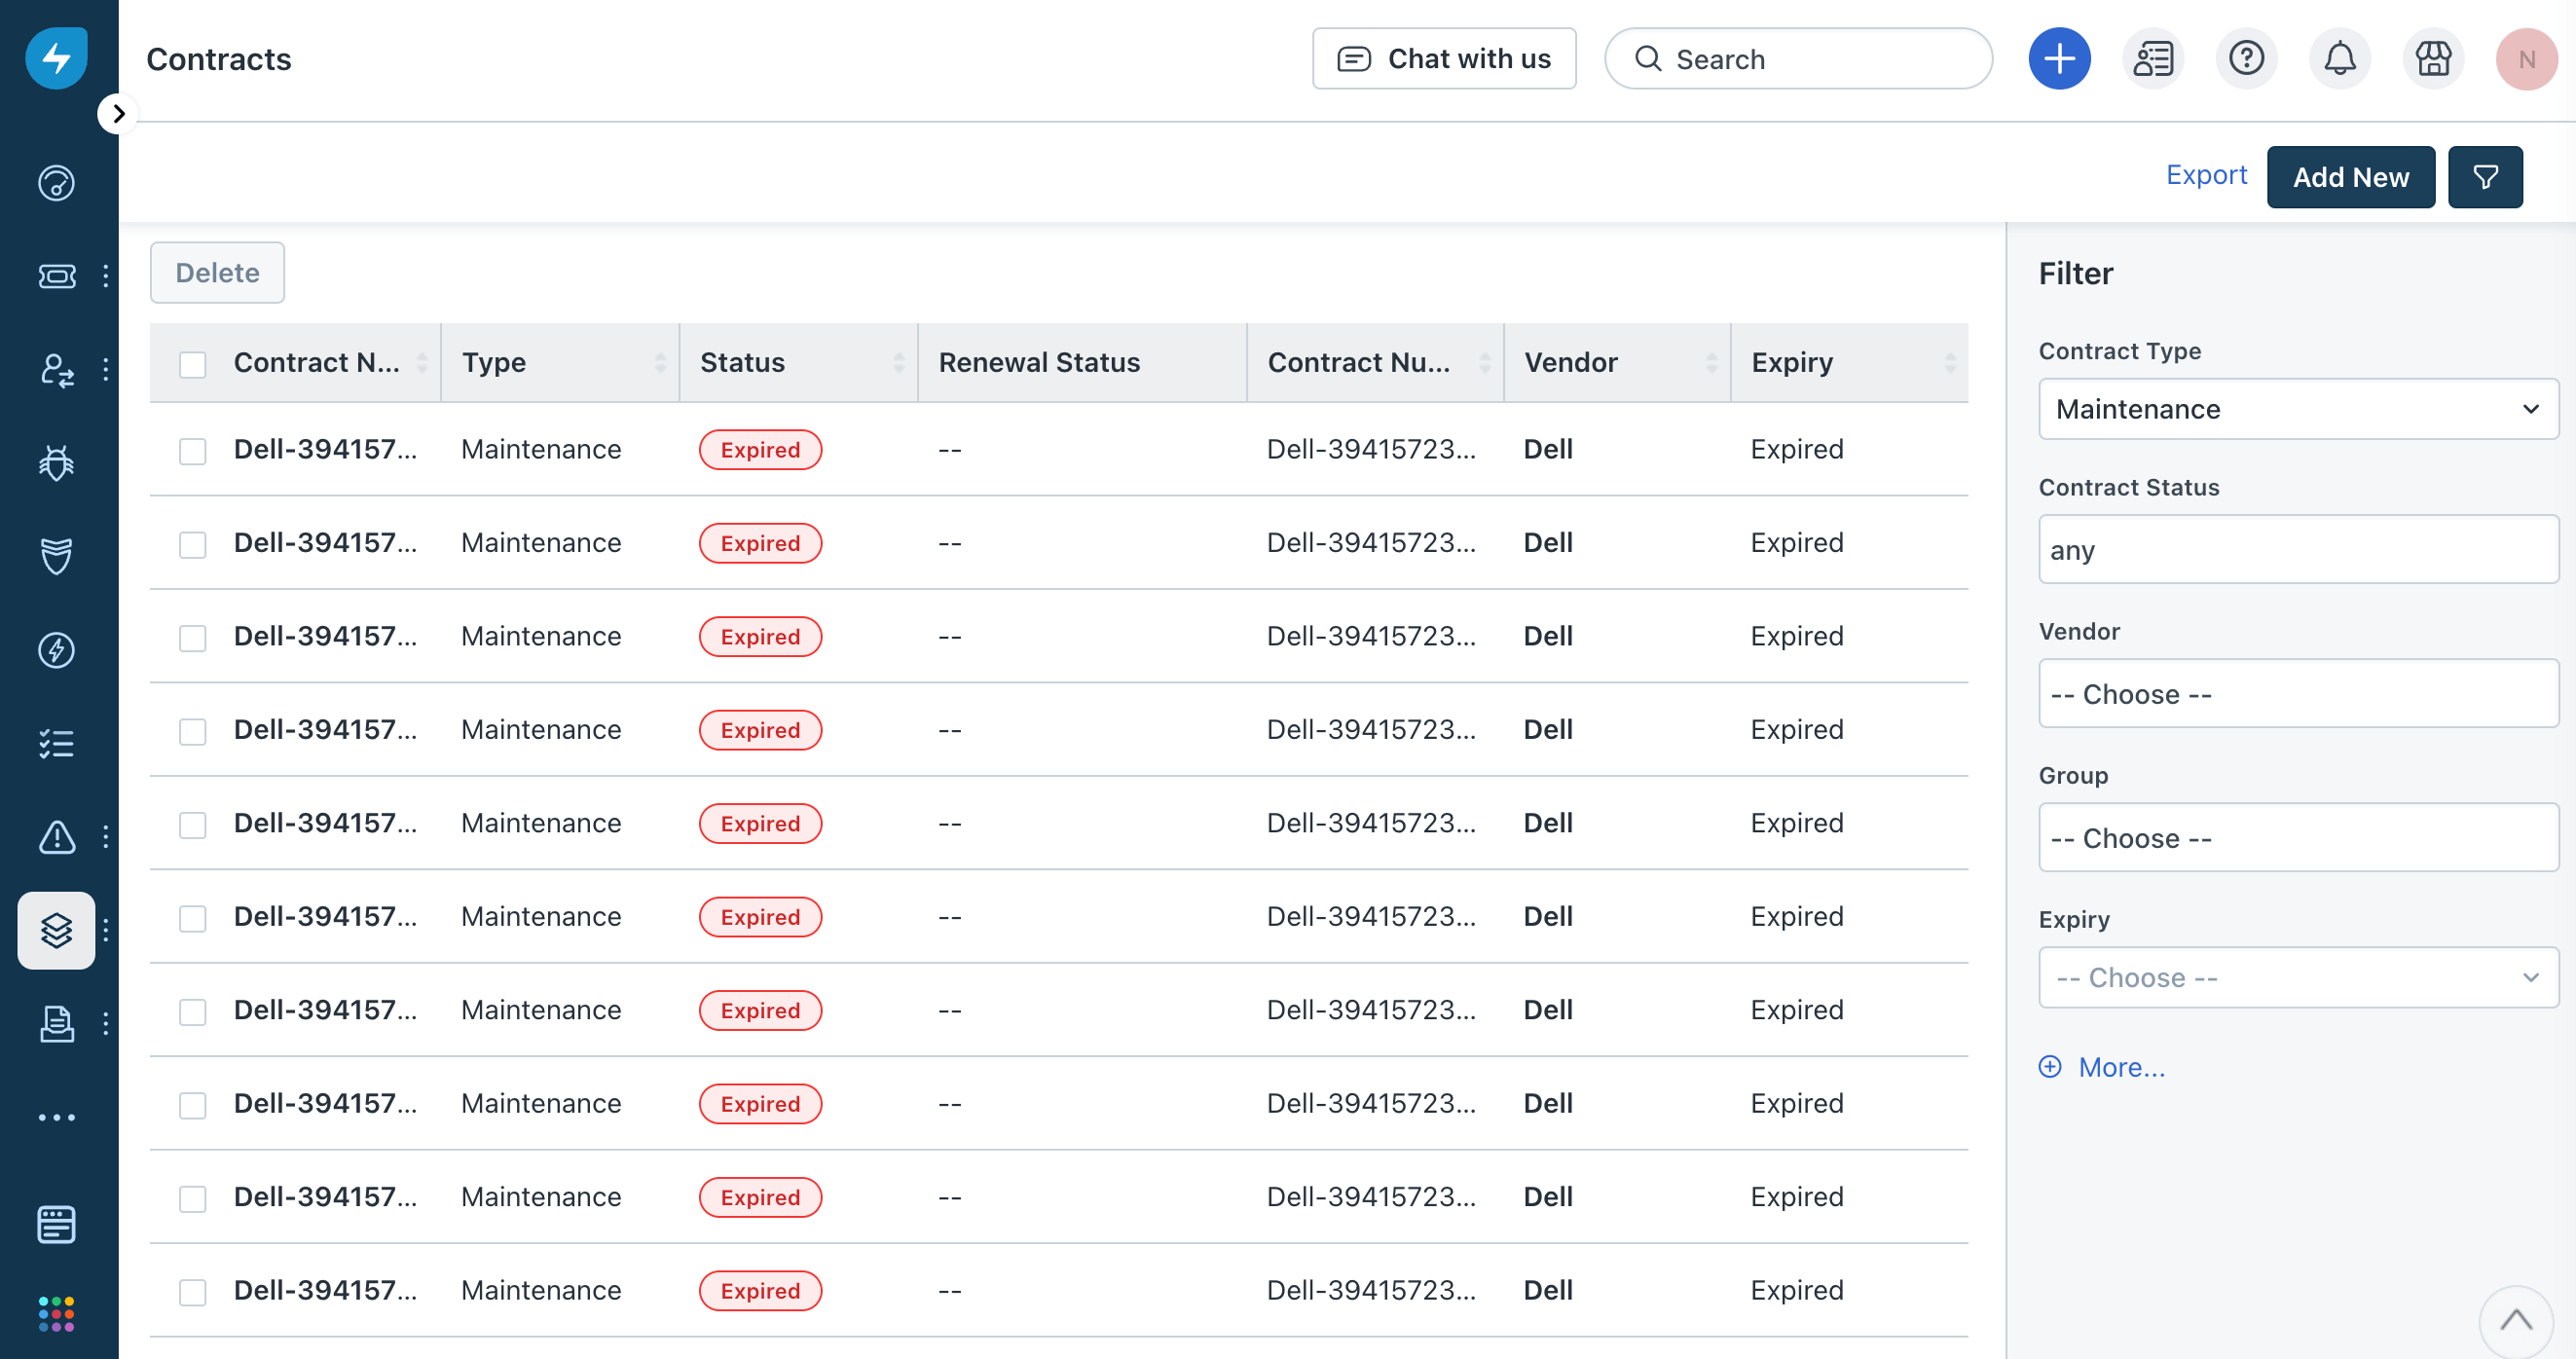 Contracts
Chat with us
Search
N
Export
Add New
Delete
Contract N... Type Status Renewal Status Contract Nu... Vendor Expiry
Dell-394157... Maintenance Expired -- Dell-39415723... Dell Expired
Dell-394157... Maintenance Expired -- Dell-39415723... Dell Expired
Dell-394157... Maintenance Expired -- Dell-39415723... Dell Expired
Dell-394157... Maintenance Expired -- Dell-39415723... Dell Expired
Dell-394157... Maintenance Expired -- Dell-39415723... Dell Expired
Dell-394157... Maintenance Expired -- Dell-39415723... Dell Expired
Dell-394157... Maintenance Expired -- Dell-39415723... Dell Expired
Dell-394157... Maintenance Expired -- Dell-39415723... Dell Expired
Dell-394157... Maintenance Expired -- Dell-39415723... Dell Expired
Dell-394157... Maintenance Expired -- Dell-39415723... Dell Expired
Filter
Contract Type
Maintenance
Contract Status
any
Vendor
-- Choose --
Group
-- Choose --
Expiry
-- Choose --
More...